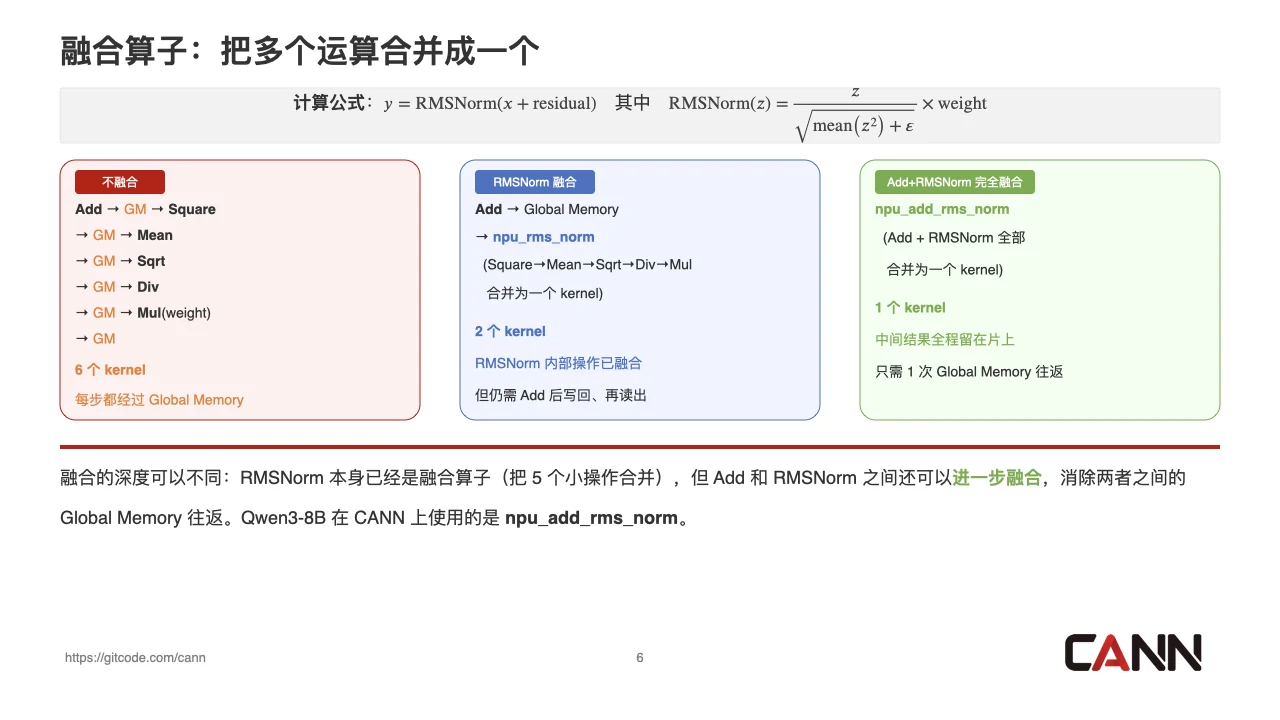 融合算子：把多个运算合并成一个
计算公式：y = RMSNorm(x + residual) 其中 RMSNorm(z) = z / √(mean(z²) + ε) × weight
不融合
Add → GM → Square
→ GM → Mean
→ GM → Sqrt
→ GM → Div
→ GM → Mul(weight)
→ GM
6 个 kernel
每步都经过 Global Memory
RMSNorm 融合
Add → Global Memory
→ npu_rms_norm
(Square→Mean→Sqrt→Div→Mul
合并为一个 kernel)
2 个 kernel
RMSNorm 内部操作已融合
但仍需 Add 后写回、再读出
Add+RMSNorm 完全融合
npu_add_rms_norm
(Add + RMSNorm 全部
合并为一个 kernel)
1 个 kernel
中间结果全程留在片上
只需 1 次 Global Memory 往返
融合的深度可以不同：RMSNorm 本身已经是融合算子（把 5 个小操作合并），但 Add 和 RMSNorm 之间还可以进一步融合，消除两者之间的
Global Memory 往返。Qwen3-8B 在 CANN 上使用的是 npu_add_rms_norm。
https://gitcode.com/cann
6
CANN